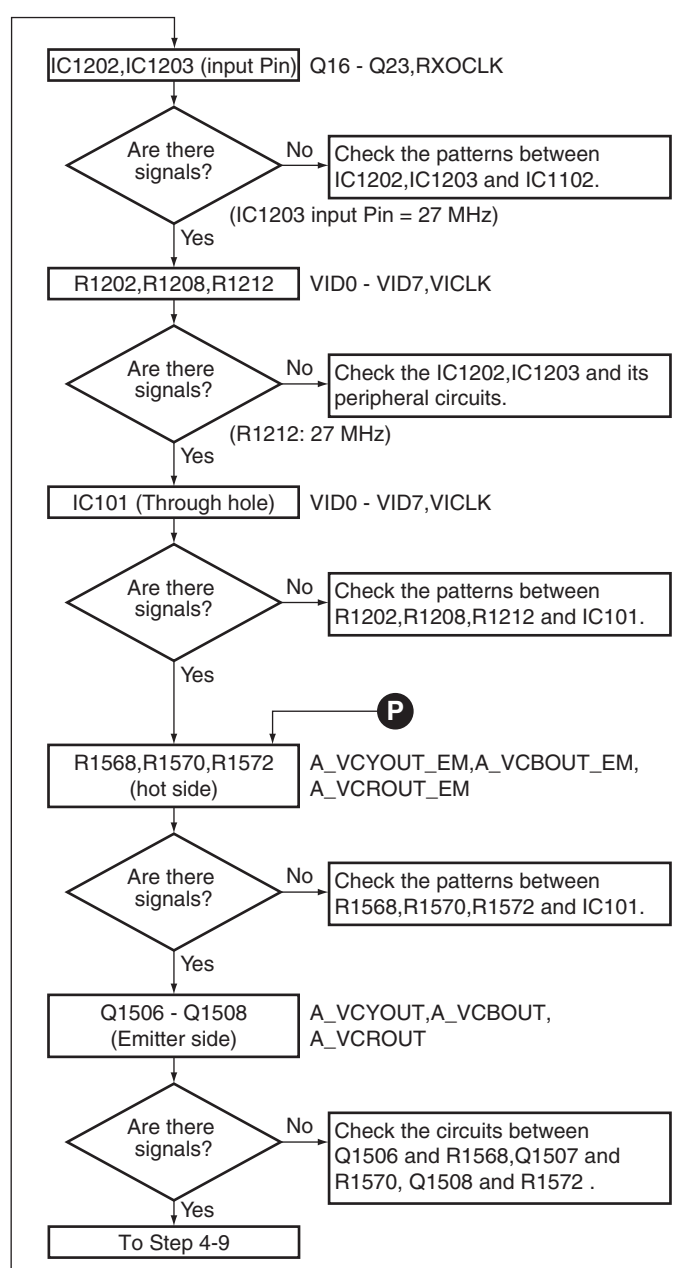 IC1202,IC1203 (input Pin)
Q16 - Q23,RXOCLK
Are there
signals?
No
Check the patterns between
IC1202,IC1203 and IC1102.
(IC1203 input Pin = 27 MHz)
Yes
R1202,R1208,R1212
VID0 - VID7,VICLK
Are there
signals?
No
Check the IC1202,IC1203 and its
peripheral circuits.
(R1212: 27 MHz)
Yes
IC101 (Through hole)
VID0 - VID7,VICLK
Are there
signals?
No
Check the patterns between
R1202,R1208,R1212 and IC101.
Yes
P
R1568,R1570,R1572
(hot side)
A_VCYOUT_EM,A_VCBOUT_EM,
A_VCROUT_EM
Are there
signals?
No
Check the patterns between
R1568,R1570,R1572 and IC101.
Yes
Q1506 - Q1508
(Emitter side)
A_VCYOUT,A_VCBOUT,
A_VCROUT
Are there
signals?
No
Check the circuits between
Q1506 and R1568,Q1507 and
R1570, Q1508 and R1572 .
Yes
To Step 4-9